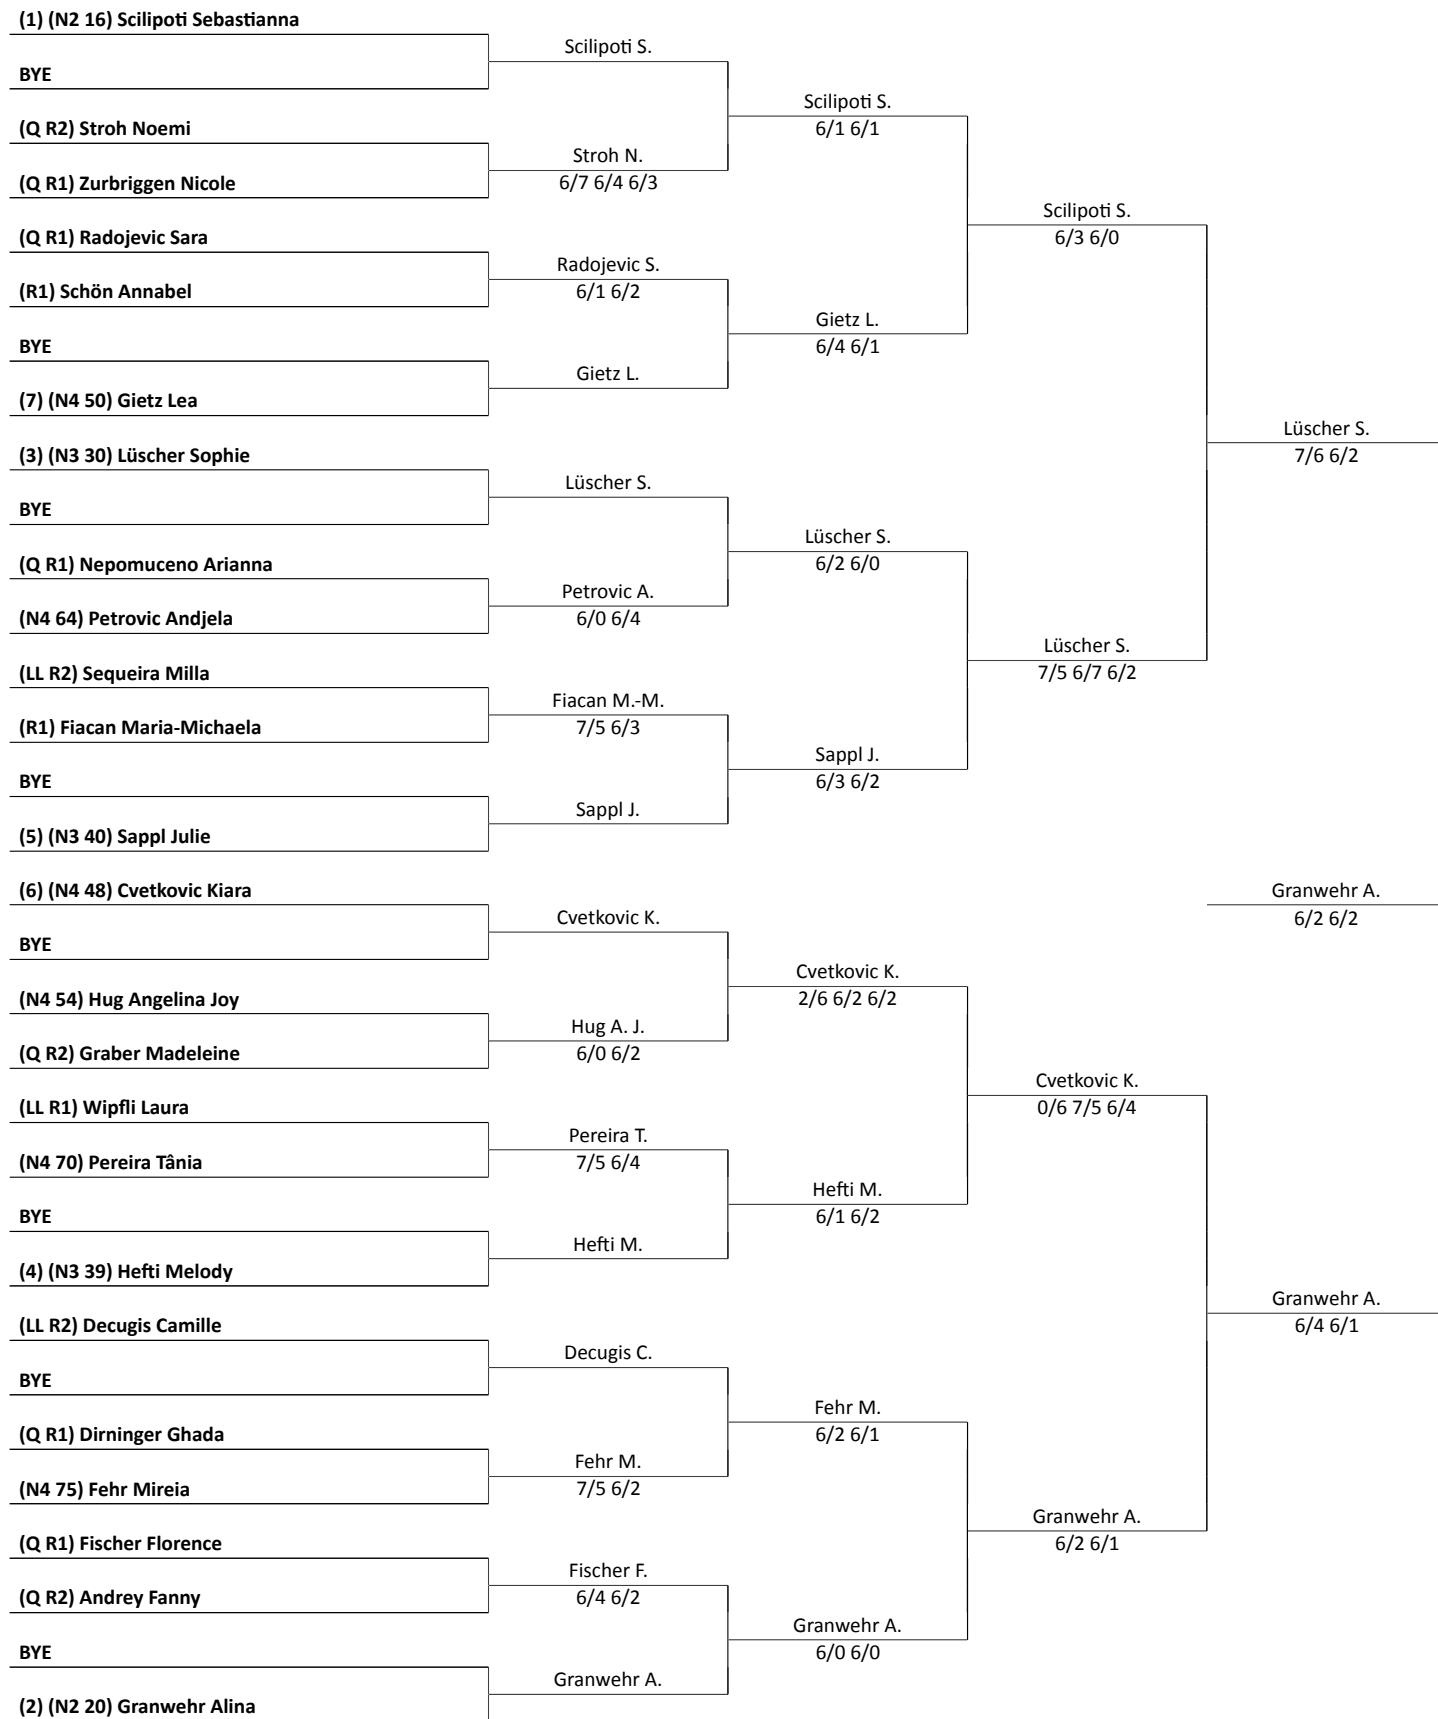 (1) (N2 16) Scilipoti Sebastianna
Scilipoti S.
BYE
Scilipoti S.
6/1 6/1
(Q R2) Stroh Noemi
Stroh N.
6/7 6/4 6/3
(Q R1) Zurbriggen Nicole
Scilipoti S.
6/3 6/0
(Q R1) Radojevic Sara
Radojevic S.
6/1 6/2
(R1) Schön Annabel
Gietz L.
6/4 6/1
BYE
Gietz L.
(7) (N4 50) Gietz Lea
Lüscher S.
7/6 6/2
(3) (N3 30) Lüscher Sophie
Lüscher S.
BYE
Lüscher S.
6/2 6/0
(Q R1) Nepomuceno Arianna
Petrovic A.
6/0 6/4
(N4 64) Petrovic Andjela
Lüscher S.
7/5 6/7 6/2
(LL R2) Sequeira Milla
Fiacan M.-M.
7/5 6/3
(R1) Fiacan Maria-Michaela
Sappl J.
6/3 6/2
BYE
Sappl J.
(5) (N3 40) Sappl Julie
(6) (N4 48) Cvetkovic Kiara
Granwehr A.
6/2 6/2
Cvetkovic K.
BYE
Cvetkovic K.
2/6 6/2 6/2
(N4 54) Hug Angelina Joy
Hug A. J.
6/0 6/2
(Q R2) Graber Madeleine
Cvetkovic K.
0/6 7/5 6/4
(LL R1) Wipfli Laura
Pereira T.
7/5 6/4
(N4 70) Pereira Tânia
Hefti M.
6/1 6/2
BYE
Hefti M.
(4) (N3 39) Hefti Melody
Granwehr A.
6/4 6/1
(LL R2) Decugis Camille
Decugis C.
BYE
Fehr M.
6/2 6/1
(Q R1) Dirninger Ghada
Fehr M.
7/5 6/2
(N4 75) Fehr Mireia
Granwehr A.
6/2 6/1
(Q R1) Fischer Florence
Fischer F.
6/4 6/2
(Q R2) Andrey Fanny
Granwehr A.
6/0 6/0
BYE
Granwehr A.
(2) (N2 20) Granwehr Alina